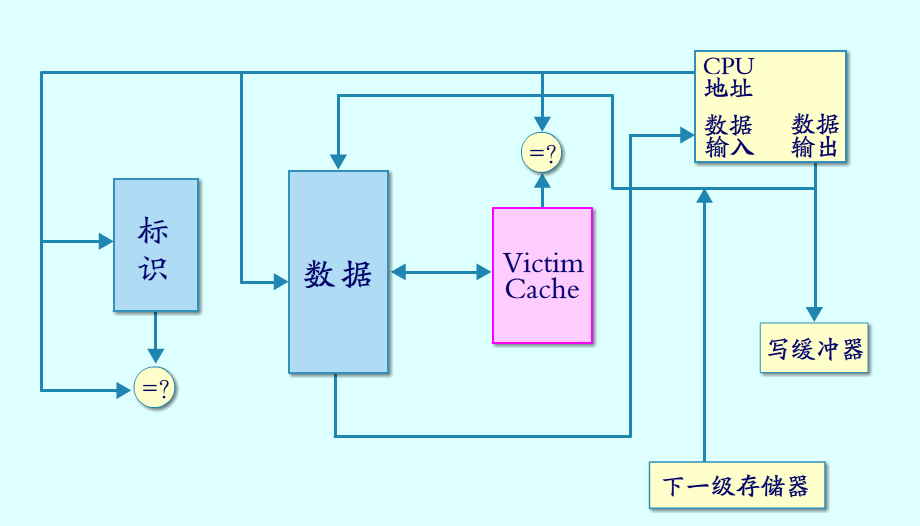 CPU
地址
数据
输入
数据
输出
=?
标
识
数据
Victim
Cache
写缓冲器
=?
下一级存储器